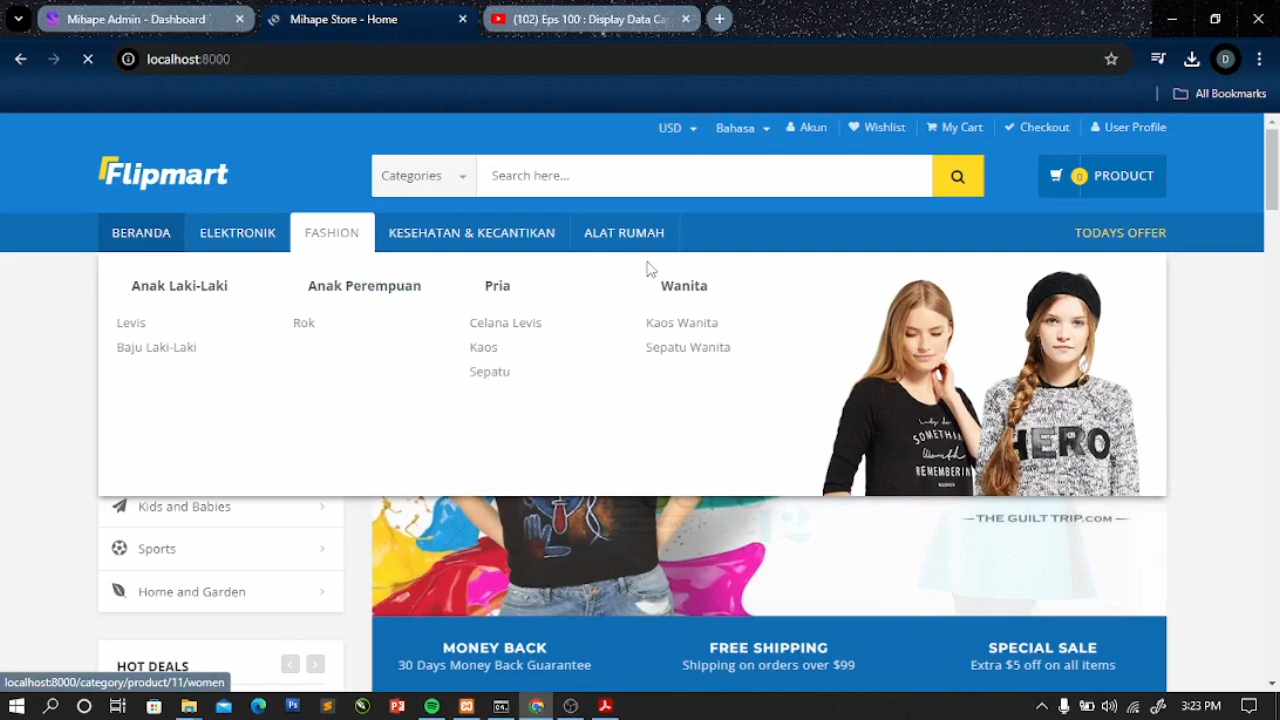 Mihape Admin - Dashboard
Mihape Store - Home
(102) Eps 100 : Display Data Ca
localhost:8000
D
All Bookmarks
USD Bahasa Akun Wishlist My Cart Checkout User Profile
Flipmart
Categories Search here... 0 PRODUCT
BERANDA ELEKTRONIK FASHION KESEHATAN & KECANTIKAN ALAT RUMAH TODAYS OFFER
Anak Laki-Laki Anak Perempuan Pria Wanita
Levis Rok Celana Levis Kaos Wanita
Baju Laki-Laki Kaos Sepatu Wanita
Sepatu
SOMETHING
Worth
REMEMBERING
HERO
Kids and Babies
THE GUILT TRIP.COM
Sports
Home and Garden
MONEY BACK FREE SHIPPING SPECIAL SALE
30 Days Money Back Guarantee Shipping on orders over $99 Extra $5 off on all items
HOT DEALS
localhost:8000/category/product/11/women
3:23 PM